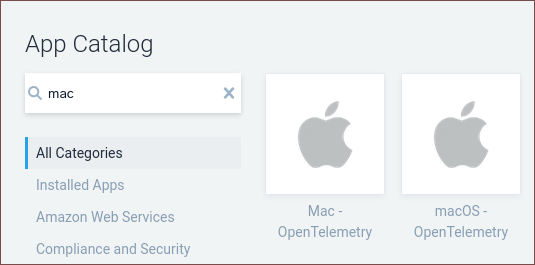 App Catalog
mac
All Categories
Installed Apps
Amazon Web Services
Compliance and Security
Mac -
OpenTelemetry
macOS -
OpenTelemetry